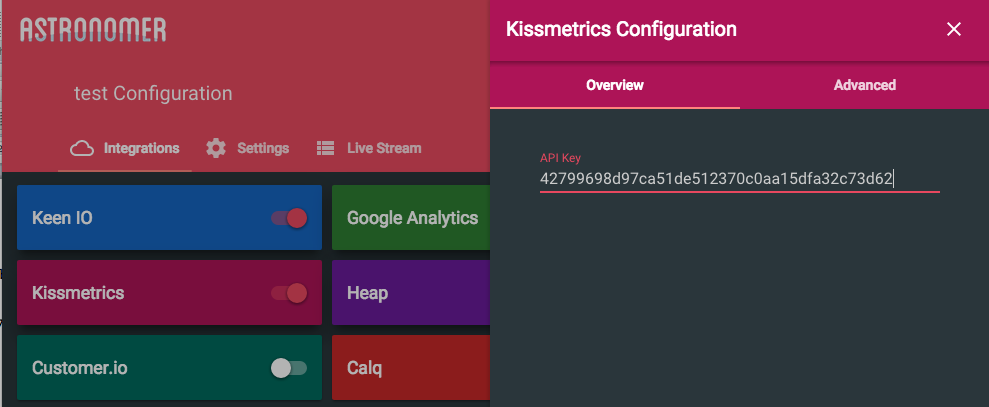 ASTRONOMER
test Configuration
Integrations Settings Live Stream
Keen IO Google Analytics
Kissmetrics Heap
Customer.io Calq
Kissmetrics Configuration
Overview Advanced
API Key
42799698d97ca51de512370c0aa15dfa32c73d62